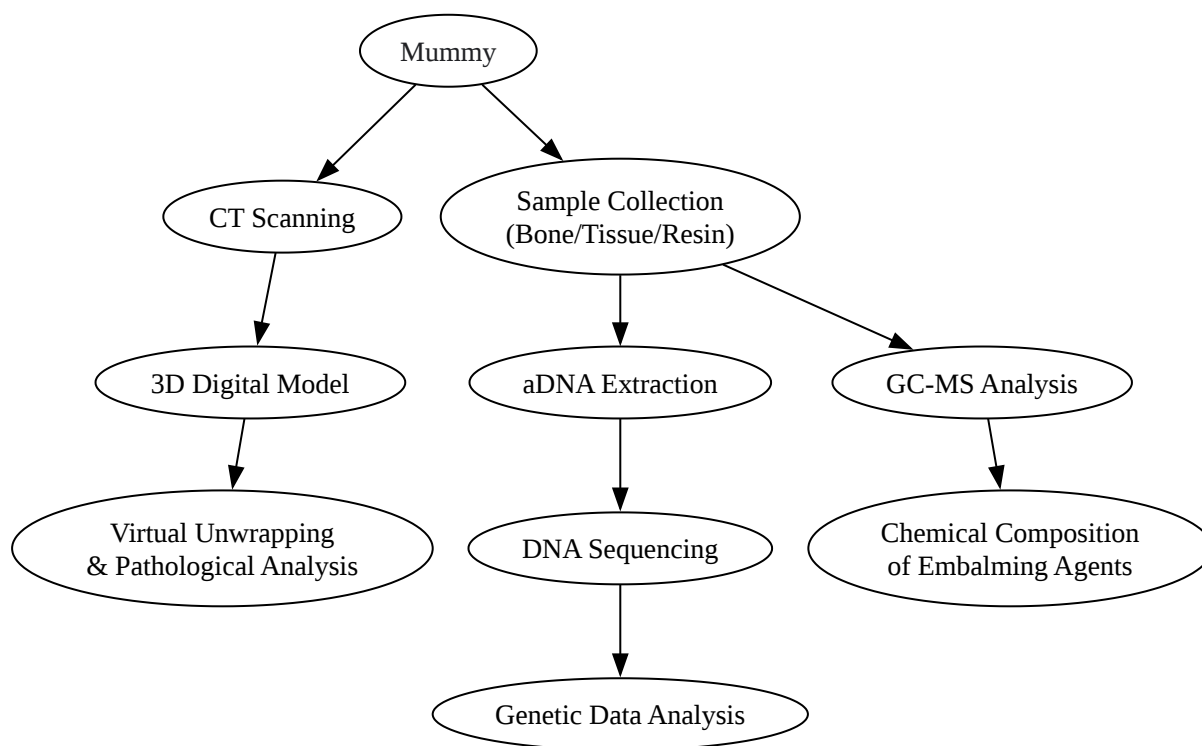 Mummy
CT Scanning
Sample Collection
(Bone/Tissue/Resin)
3D Digital Model
aDNA Extraction
GC-MS Analysis
Virtual Unwrapping
& Pathological Analysis
DNA Sequencing
Chemical Composition
of Embalming Agents
Genetic Data Analysis